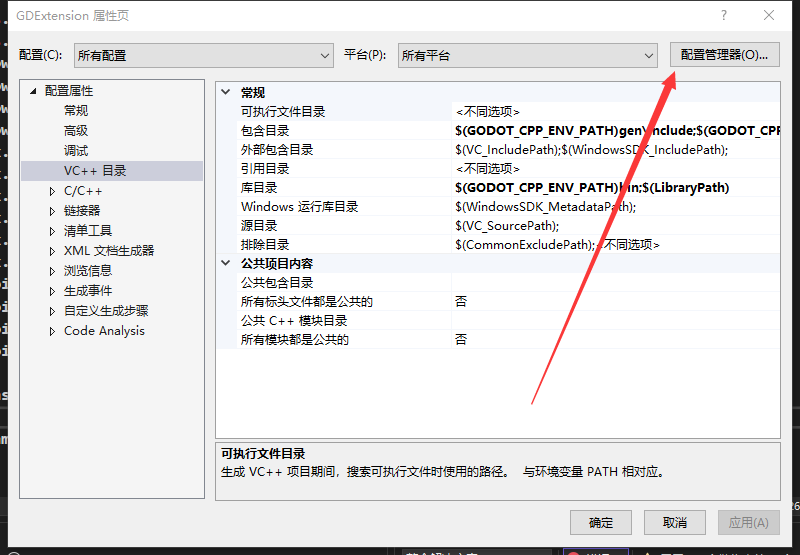 GDExtension 属性页
配置(C): 所有配置 平台(P): 所有平台 配置管理器(O)...
配置属性
常规
高级
调试
VC++ 目录
C/C++
链接器
清单工具
XML 文档生成器
浏览信息
生成事件
自定义生成步骤
Code Analysis
常规
可执行文件目录 <不同选项>
包含目录 $(GODOT_CPP_ENV_PATH)gen\include;$(GODOT_CPP
外部包含目录 $(VC_IncludePath);$(WindowsSDK_IncludePath);
引用目录 <不同选项>
库目录 $(GODOT_CPP_ENV_PATH)bin;$(LibraryPath)
Windows 运行库目录 $(WindowsSDK_MetadataPath);
源目录 $(VC_SourcePath);
排除目录 $(CommonExcludePath);<不同选项>
公共项目内容
公共包含目录
所有标头文件都是公共的 否
公共 C++ 模块目录
所有模块都是公共的 否
可执行文件目录
生成 VC++ 项目期间，搜索可执行文件时使用的路径。 与环境变量 PATH 相对应。
确定 取消 应用(A)